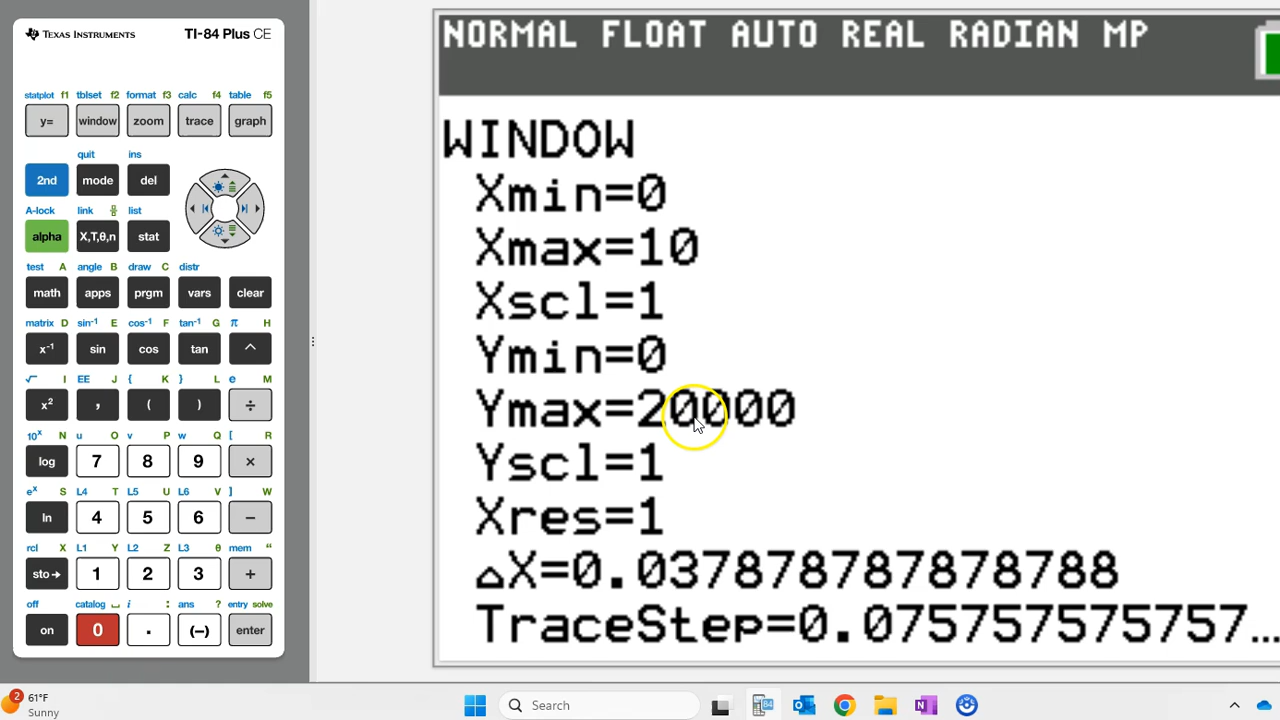 TEXAS INSTRUMENTS TI-84 Plus CE
statplot f1 tblset f2 format f3 calc f4 table f5
y= window zoom trace graph
quit ins
2nd mode del
A-lock link list
alpha X,T,θ,n stat
test A angle B draw C distr
math apps prgm vars clear
matrix D sin⁻¹ E cos⁻¹ F tan⁻¹ G π H
x⁻¹ sin cos tan ^
√ I EE J { K } L e M
x² , ( ) ÷
10ˣ N u O v P w Q [ R
log 7 8 9 ×
eˣ S L4 T L5 U L6 V ] W
ln 4 5 6 −
rcl X L1 Y L2 Z L3 θ mem “
sto→ 1 2 3 +
off catalog i : ans ? entry solve
on 0 . (−) enter
NORMAL FLOAT AUTO REAL RADIAN MP
WINDOW
Xmin=0
Xmax=10
Xscl=1
Ymin=0
Ymax=20000
Yscl=1
Xres=1
△X=0.037878787878788
TraceStep=0.075757575757...
2 61°F
Sunny
Search
84
N